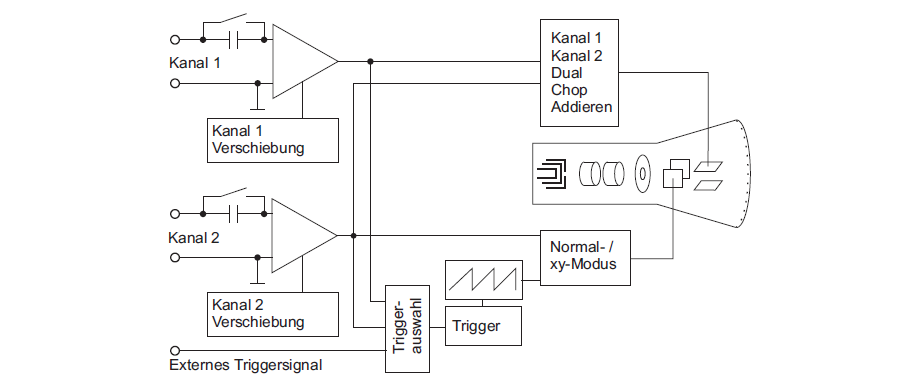 Kanal 1
Kanal 1
Verschiebung
Kanal 1
Kanal 2
Dual
Chop
Addieren
Kanal 2
Kanal 2
Verschiebung
Normal- /
xy-Modus
Trigger-
auswahl
Trigger
Externes Triggersignal